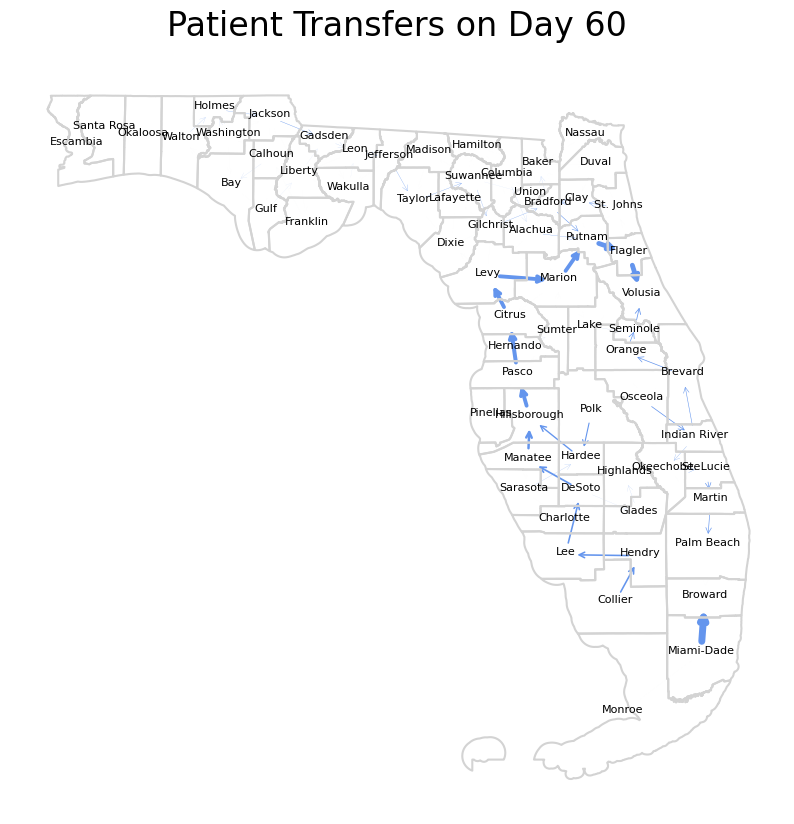 Patient Transfers on Day 60
Holmes
Jackson
Santa Rosa
Okaloosa
Walton
Washington
Escambia
Gadsden
Leon
Jefferson
Madison
Hamilton
Nassau
Calhoun
Liberty
Bay
Wakulla
Gulf
Franklin
Taylor
Lafayette
Suwannee
Columbia
Baker
Duval
Union
Bradford
Clay
St. Johns
Gilchrist
Alachua
Putnam
Dixie
Flagler
Levy
Marion
Volusia
Citrus
Sumter
Lake
Seminole
Hernando
Orange
Pasco
Brevard
Osceola
Pinellas
Hillsborough
Polk
Indian River
Manatee
Hardee
Highlands
Okeechobee
St. Lucie
Sarasota
DeSoto
Martin
Charlotte
Glades
Lee
Hendry
Palm Beach
Collier
Broward
Miami-Dade
Monroe